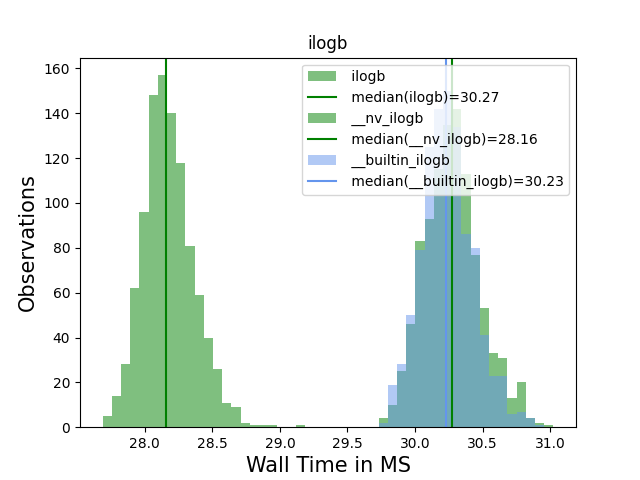 ilogb
160
140
120
100
80
60
40
20
0
Observations
ilogb
median(ilogb)=30.27
__nv_ilogb
median(__nv_ilogb)=28.16
__builtin_ilogb
median(__builtin_ilogb)=30.23
28.0 28.5 29.0 29.5 30.0 30.5 31.0
Wall Time in MS